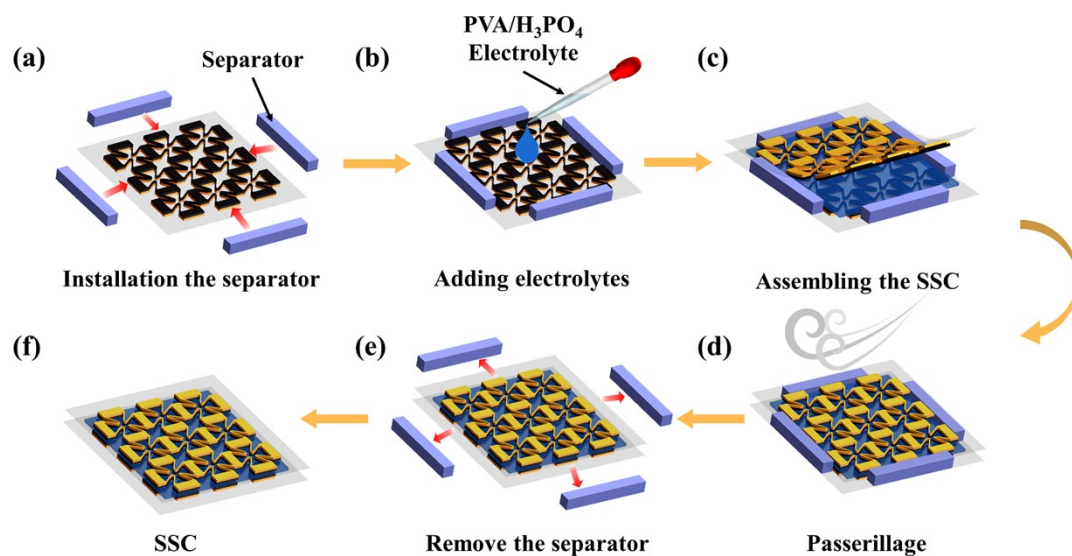 (a)
Separator
(b)
PVA/H₃PO₄
Electrolyte
(c)
Installation the separator
Adding electrolytes
Assembling the SSC
(f)
(e)
(d)
SSC
Remove the separator
Passerillage